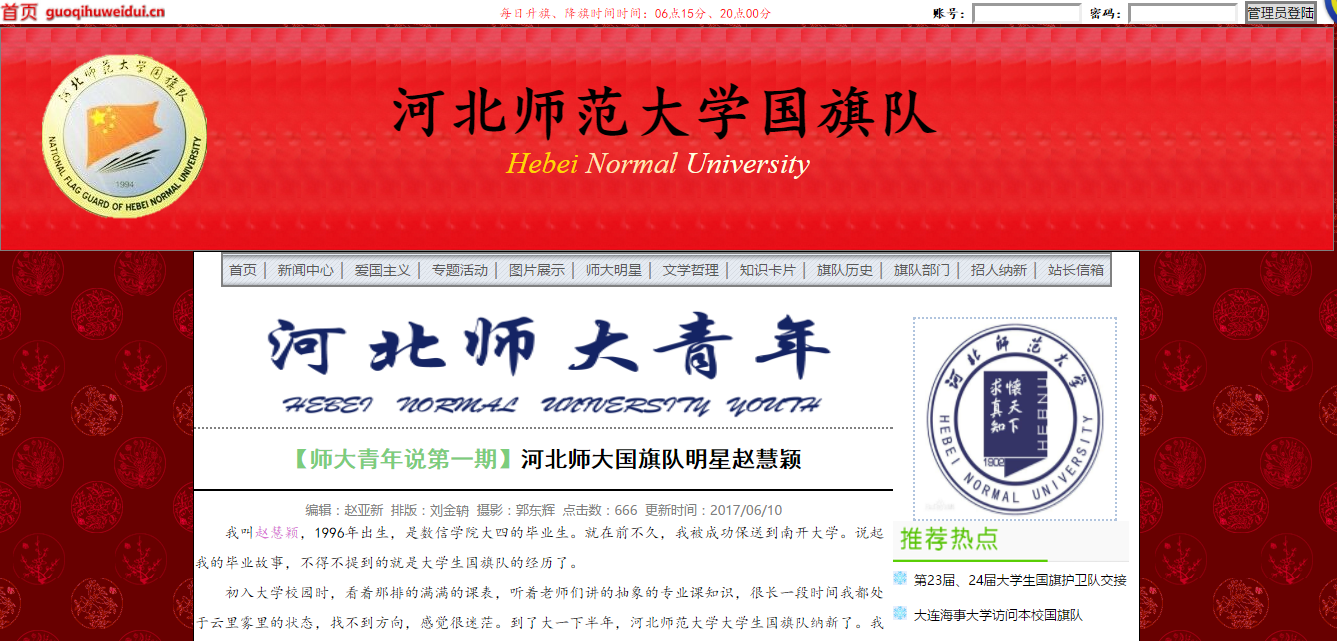 首页 guoqihuweidui.cn
每日升旗、降旗时间时间：06点15分、20点00分
账号： 密码： 管理员登陆
河北师范大学国旗队
NATIONAL FLAG GUARD OF HEBEI NORMAL UNIVERSITY
1994
河北师范大学国旗队
Hebei Normal University
首页 | 新闻中心 | 爱国主义 | 专题活动 | 图片展示 | 师大明星 | 文学哲理 | 知识卡片 | 旗队历史 | 旗队部门 | 招人纳新 | 站长信箱
河北师大青年
HEBEI NORMAL UNIVERSITY YOUTH
【师大青年说第一期】河北师大国旗队明星赵慧颖
编辑：赵亚新 排版：刘金钠 摄影：郭东辉 点击数：666 更新时间：2017/06/10
我叫赵慧颖，1996年出生，是数信学院大四的毕业生。就在前不久，我被成功保送到南开大学。说起
我的毕业故事，不得不提到的就是大学生国旗队的经历了。
初入大学校园时，看着那排的满满的课表，听着老师们讲的抽象的专业课知识，很长一段时间我都处
于云里雾里的状态，找不到方向，感觉很迷茫。到了大一下半年，河北师范大学大学生国旗队纳新了。我
河北师范大学
怀天下
求真知
HEBNU
1902
HEBEI NORMAL UNIVERSITY
推荐热点
第23届、24届大学生国旗护卫队交接
大连海事大学访问本校国旗队